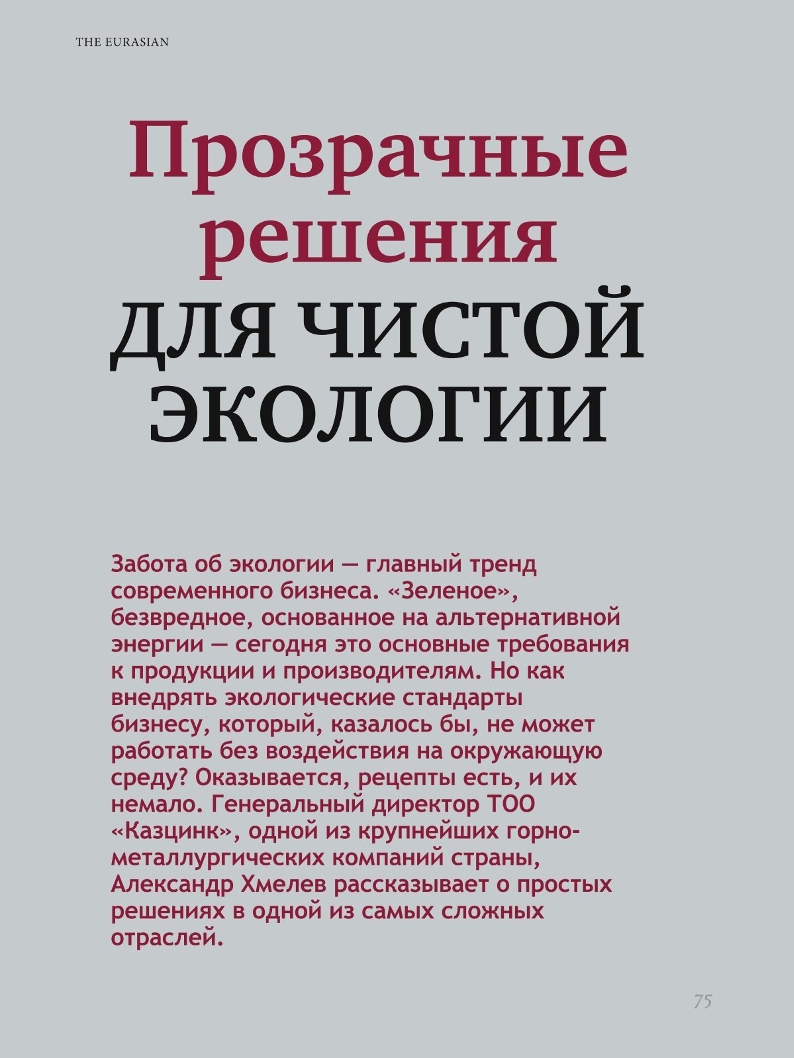 THE EURASIAN
Прозрачные
решения
для чистой
экологии
Забота об экологии — главный тренд
современного бизнеса. «Зеленое»,
безвредное, основанное на альтернативной
энергии — сегодня это основные требования
к продукции и производителям. Но как
внедрять экологические стандарты
бизнесу, который, казалось бы, не может
работать без воздействия на окружающую
среду? Оказывается, рецепты есть, и их
немало. Генеральный директор ТОО
«Казцинк», одной из крупнейших горно-
металлургических компаний страны,
Александр Хмелев рассказывает о простых
решениях в одной из самых сложных
отраслей.
75